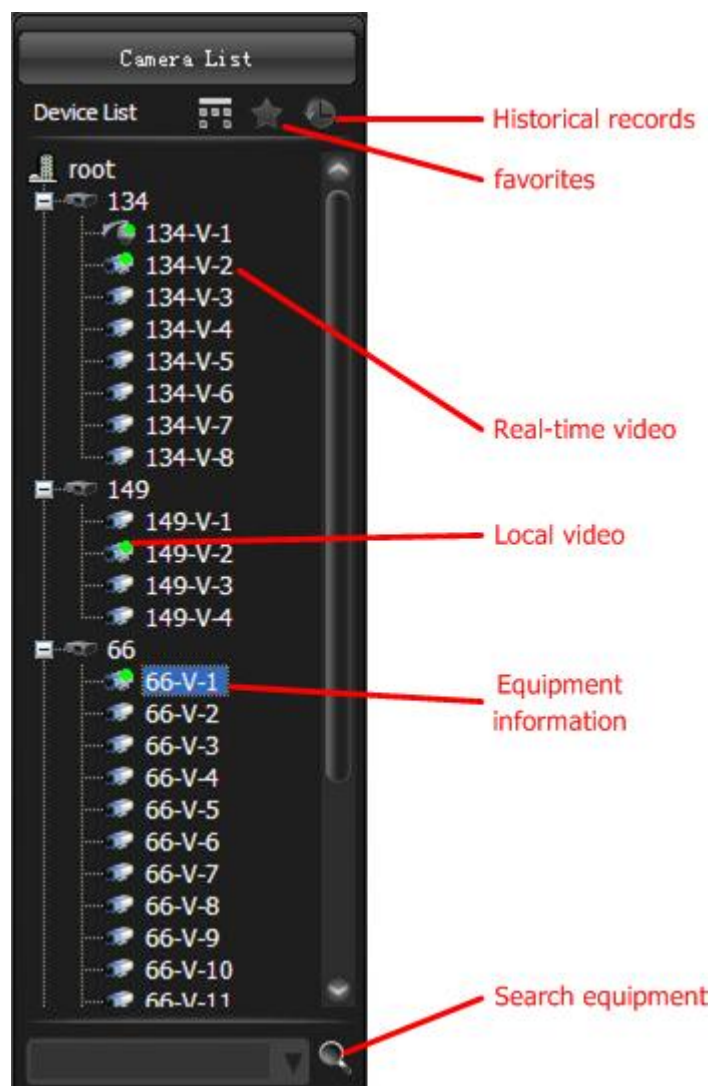 Camera List
Device List
Historical records
favorites
root
134
134-V-1
134-V-2
134-V-3
134-V-4
134-V-5
134-V-6
134-V-7
134-V-8
Real-time video
149
149-V-1
149-V-2
149-V-3
149-V-4
Local video
66
66-V-1
66-V-2
66-V-3
66-V-4
66-V-5
66-V-6
66-V-7
66-V-8
66-V-9
66-V-10
66-V-11
Equipment
information
Search equipment